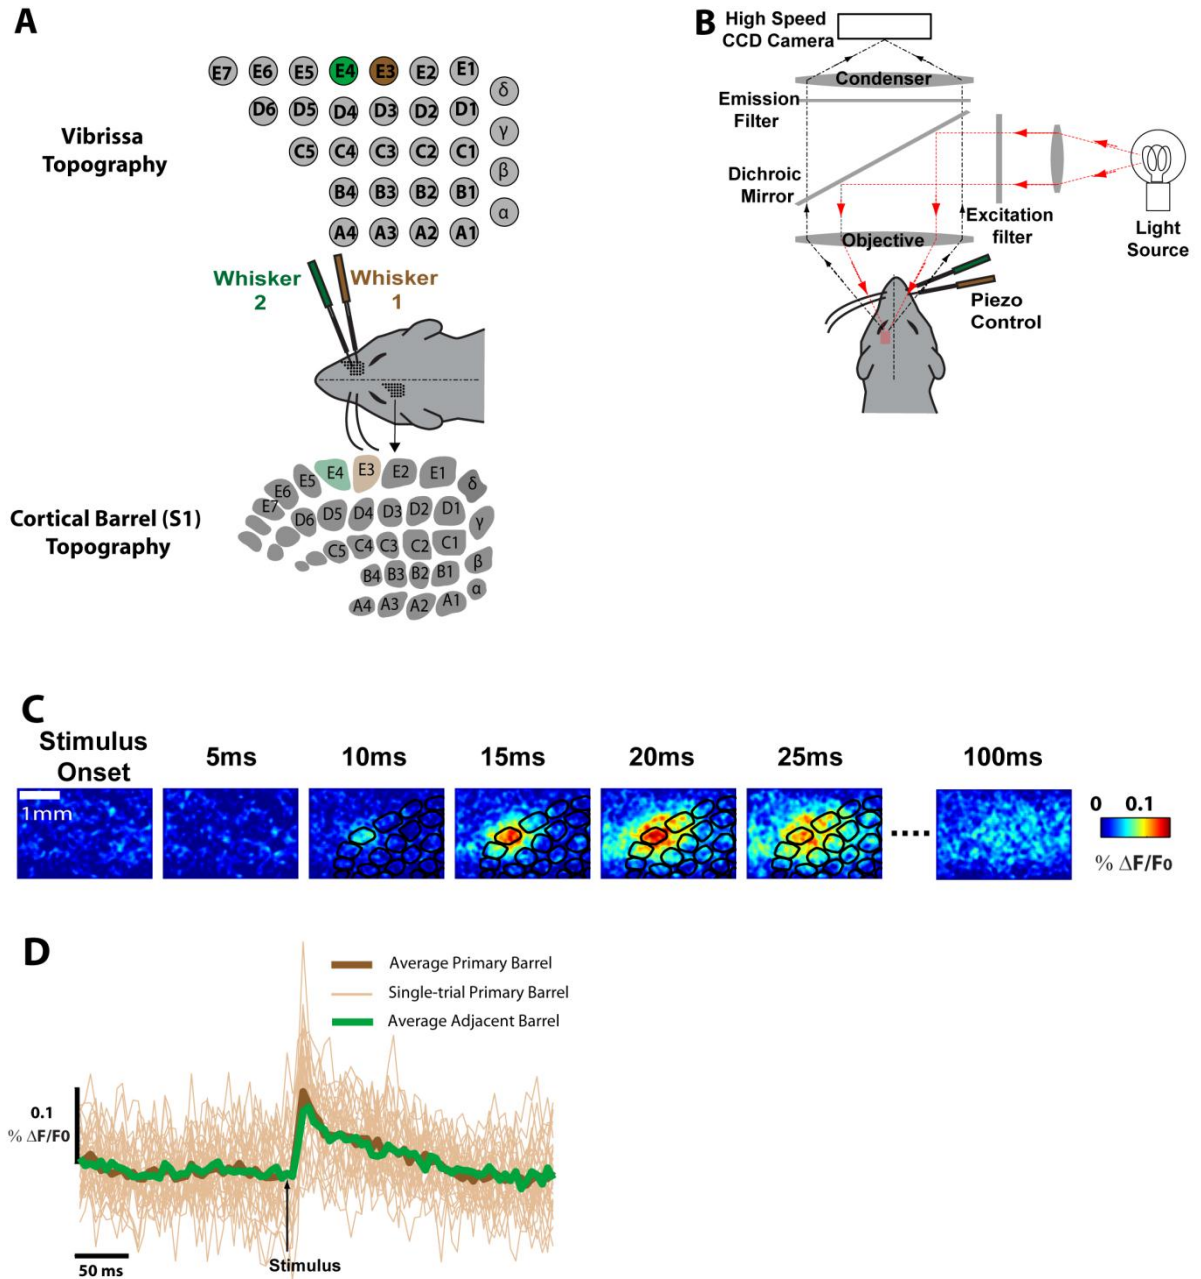 A
E7 E6 E5 E4 E3 E2 E1
δ
D6 D5 D4 D3 D2 D1
γ
C5 C4 C3 C2 C1
β
B4 B3 B2 B1
α
A4 A3 A2 A1
Vibrissa
Topography
Whisker
2
Whisker
1
E7 E6 E5 E4 E3 E2 E1
δ
D6 D5 D4 D3 D2 D1
γ
C5 C4 C3 C2 C1
β
B4 B3 B2 B1
α
A4 A3 A2 A1
Cortical Barrel (S1)
Topography
B
High Speed
CCD Camera
Condenser
Emission
Filter
Dichroic
Mirror
Excitation
filter
Light
Source
Objective
Piezo
Control
C
Stimulus
Onset
5ms
10ms
15ms
20ms
25ms
100ms
1mm
0 0.1
% ΔF/F0
D
Average Primary Barrel
Single-trial Primary Barrel
Average Adjacent Barrel
0.1
% ΔF/F0
Stimulus
50 ms